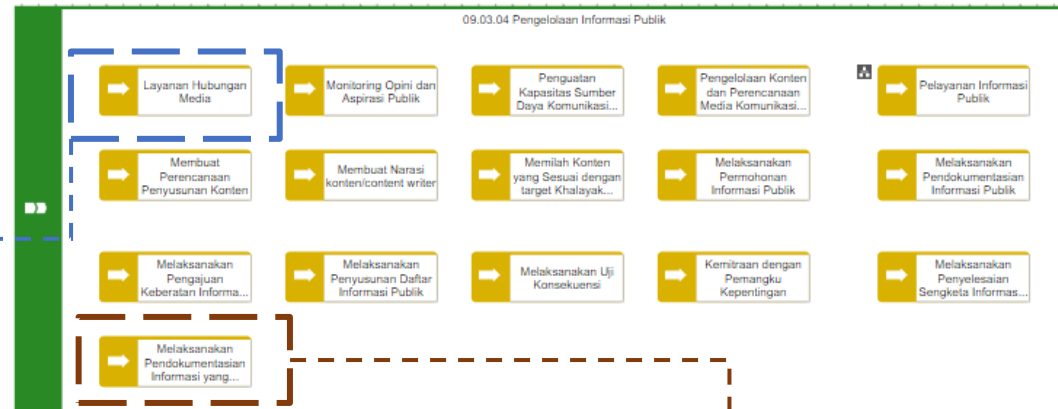 09.03.04 Pengelolaan Informasi Publik
Layanan Hubungan
Media
Monitoring Opini dan
Aspirasi Publik
Penguatan
Kapasitas Sumber
Daya Komunikasi...
Pengelolaan Konten
dan Perencanaan
Media Komunikasi...
Pelayanan Informasi
Publik
Membuat
Perencanaan
Penyusunan Konten
Membuat Narasi
konten/content writer
Memilah Konten
yang Sesuai dengan
target Khalayak...
Melaksanakan
Permohonan
Informasi Publik
Melaksanakan
Pendokumentasian
Informasi Publik
Melaksanakan
Pengajuan
Keberatan Informa...
Melaksanakan
Penyusunan Daftar
Informasi Publik
Melaksanakan Uji
Konsekuensi
Kemitraan dengan
Pemangku
Kepentingan
Melaksanakan
Penyelesaian
Sengketa Informas...
Melaksanakan
Pendokumentasian
Informasi yang...